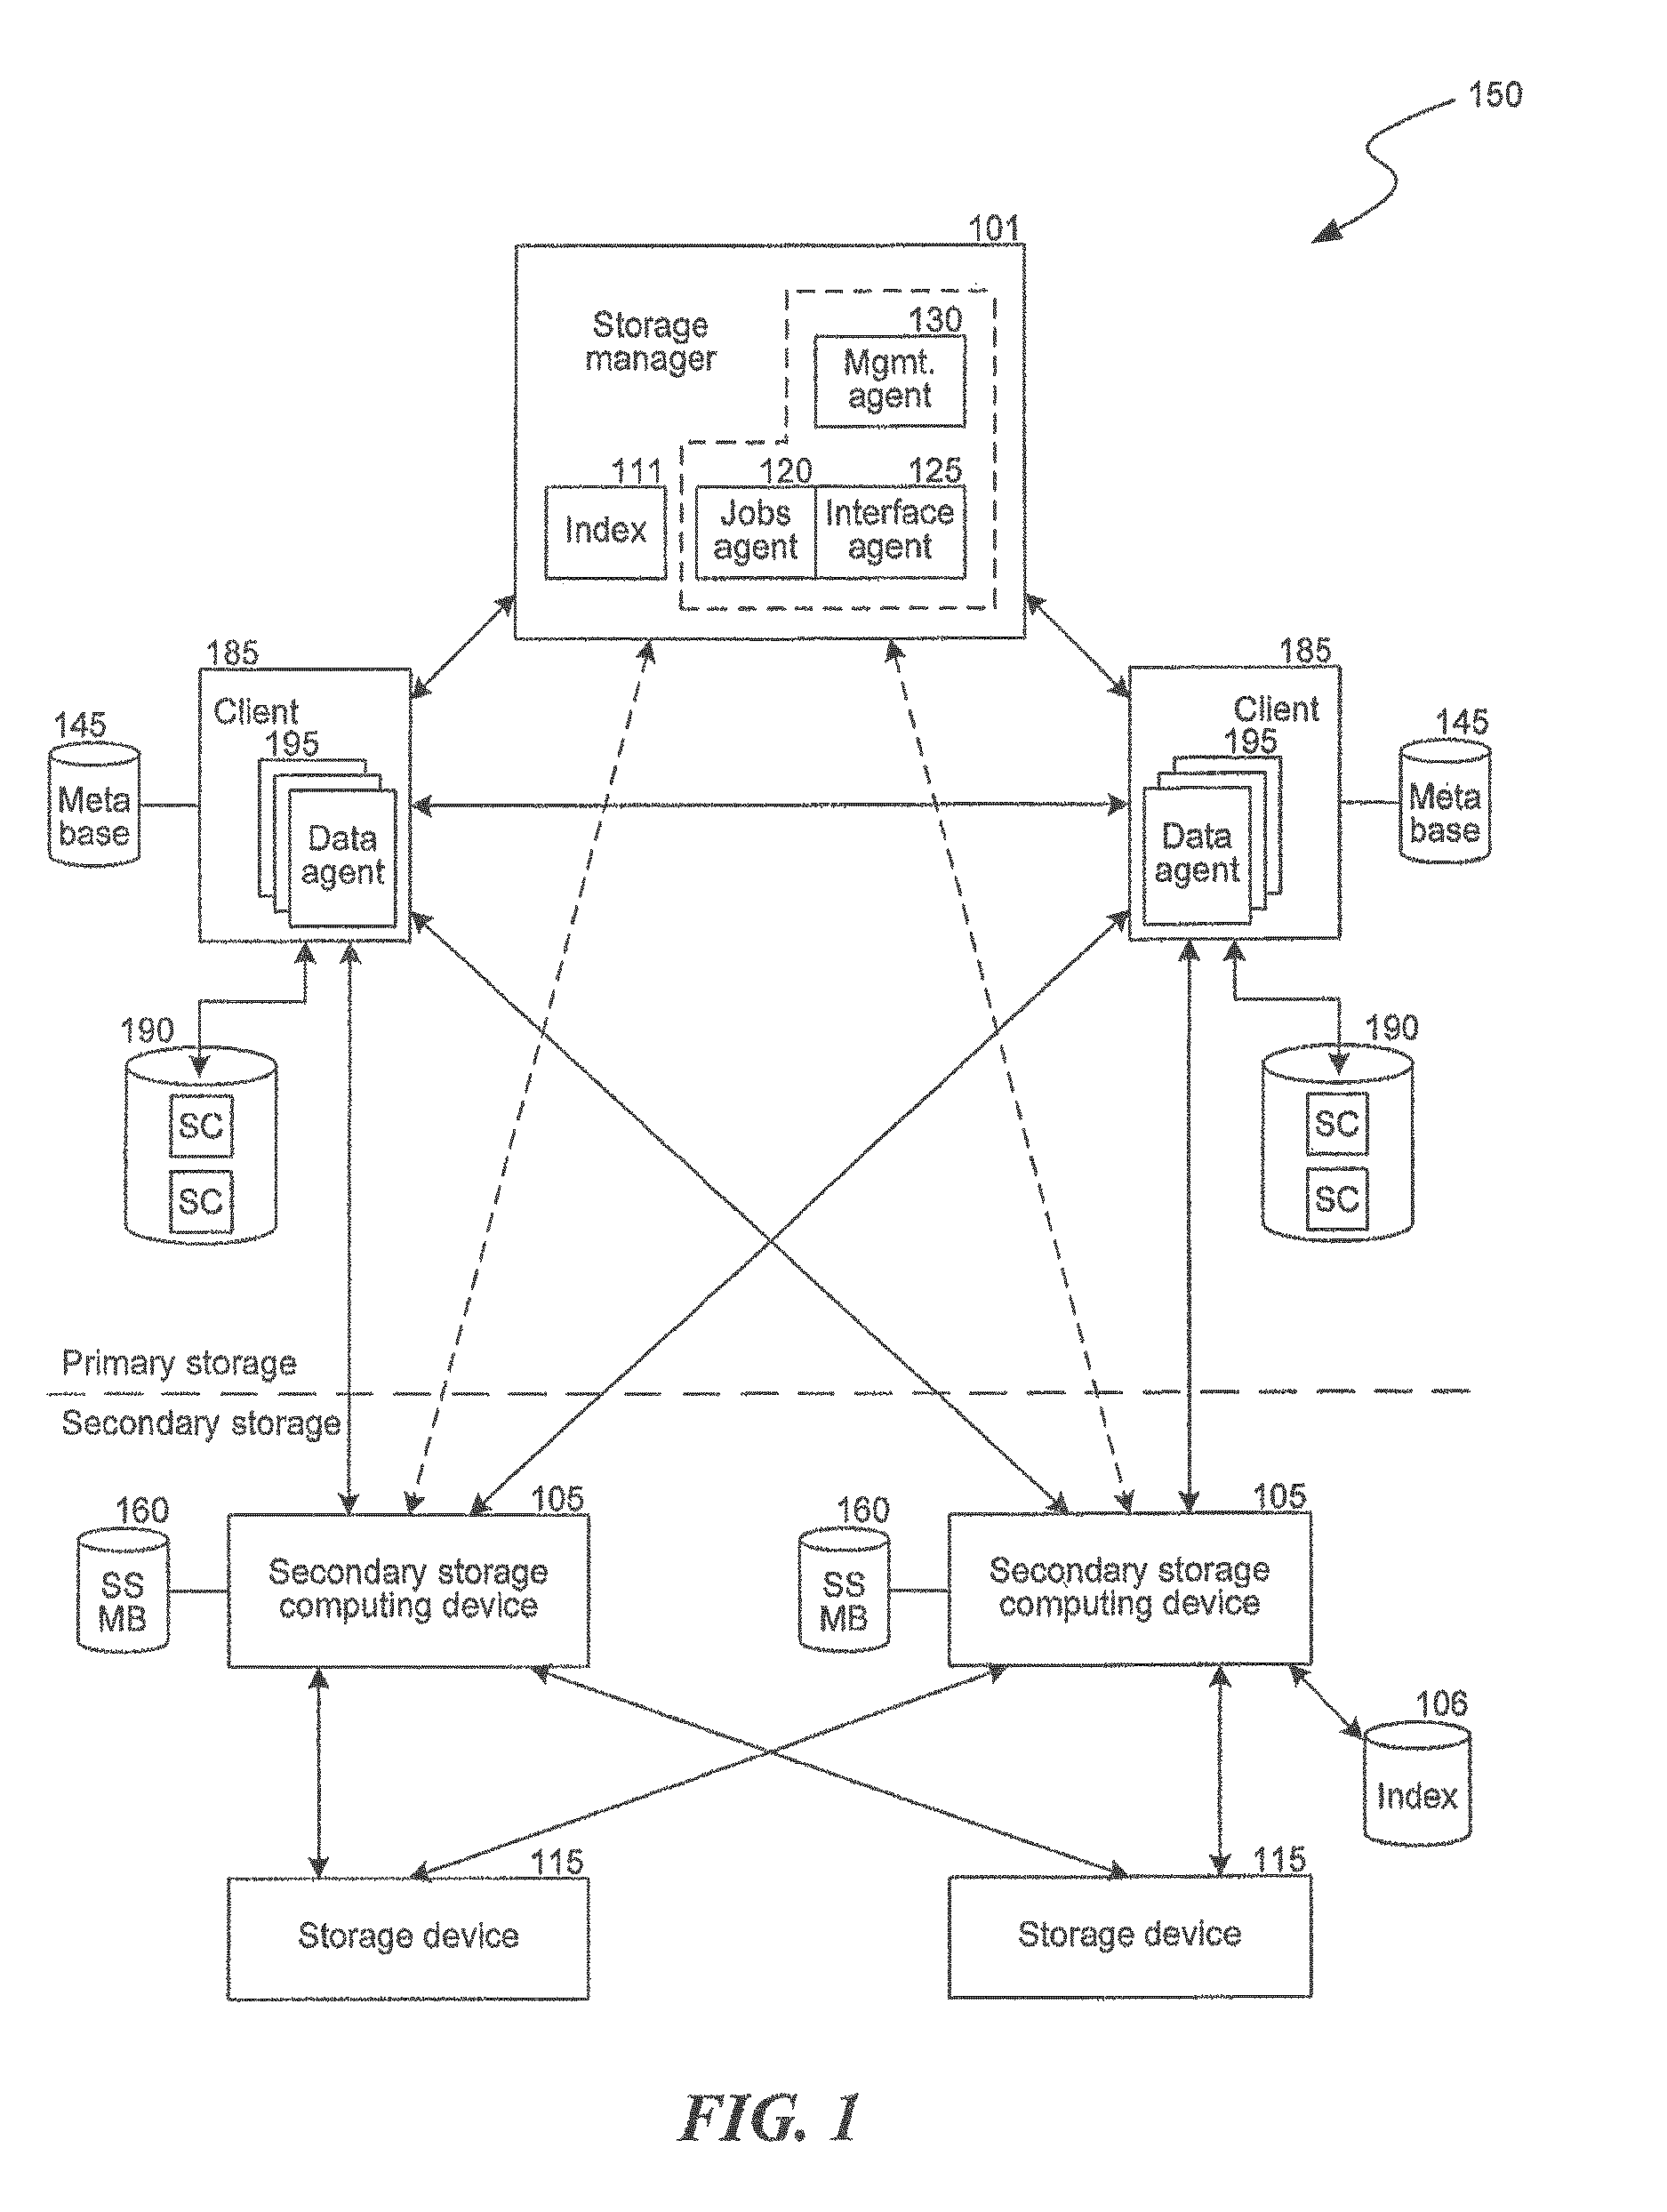 150
101
Storage
manager
130
Mgmt.
agent
111
Index
120
Jobs
agent
125
Interface
agent
185
Client
195
Data
agent
145
Meta
base
185
Client
195
Data
agent
145
Meta
base
190
SC
SC
190
SC
SC
Primary storage
Secondary storage
160
SS
MB
105
Secondary storage
computing device
160
SS
MB
105
Secondary storage
computing device
106
Index
115
Storage device
115
Storage device
FIG. 1